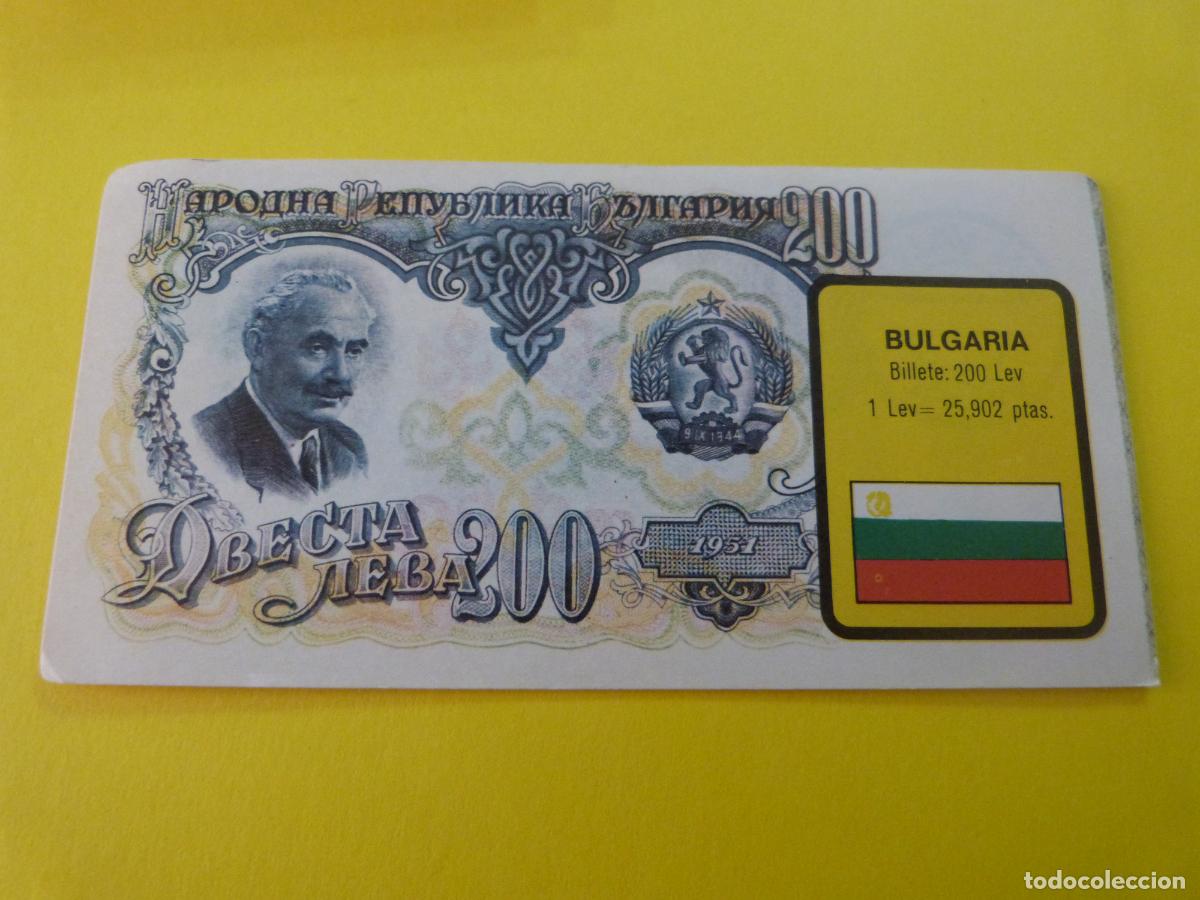 НАРОДНА РЕПУБЛИКА БЪЛГАРИЯ 200
BULGARIA
Billete: 200 Lev
1 Lev= 25,902 ptas.
9 IX 1944
ДВЕСТА
ЛЕВА 200
1951
todocoleccion